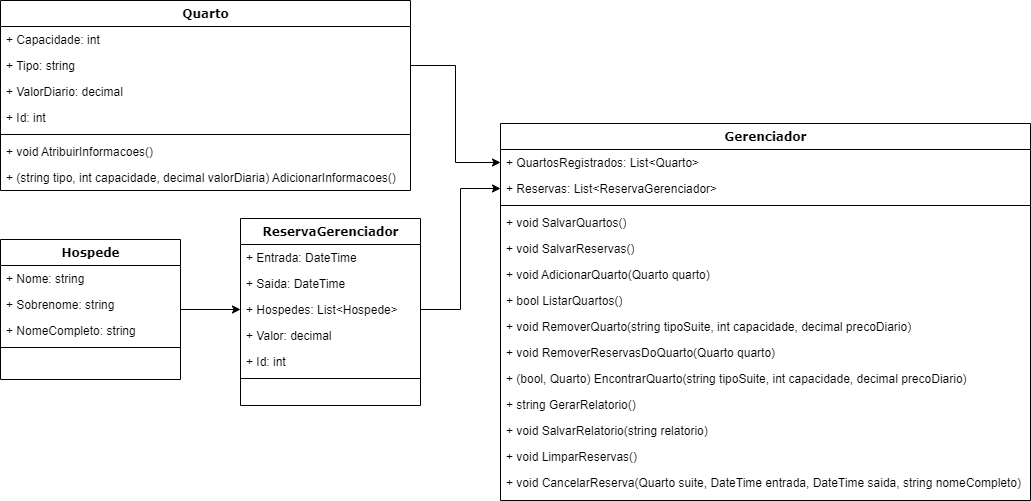 Quarto
+ Capacidade: int
+ Tipo: string
+ ValorDiario: decimal
+ Id: int
+ void AtribuirInformacoes()
+ (string tipo, int capacidade, decimal valorDiaria) AdicionarInformacoes()
Hospede
+ Nome: string
+ Sobrenome: string
+ NomeCompleto: string
ReservaGerenciador
+ Entrada: DateTime
+ Saida: DateTime
+ Hospedes: List<Hospede>
+ Valor: decimal
+ Id: int
Gerenciador
+ QuartosRegistrados: List<Quarto>
+ Reservas: List<ReservaGerenciador>
+ void SalvarQuartos()
+ void SalvarReservas()
+ void AdicionarQuarto(Quarto quarto)
+ bool ListarQuartos()
+ void RemoverQuarto(string tipoSuite, int capacidade, decimal precoDiario)
+ void RemoverReservasDoQuarto(Quarto quarto)
+ (bool, Quarto) EncontrarQuarto(string tipoSuite, int capacidade, decimal precoDiario)
+ string GerarRelatorio()
+ void SalvarRelatorio(string relatorio)
+ void LimparReservas()
+ void CancelarReserva(Quarto suite, DateTime entrada, DateTime saida, string nomeCompleto)